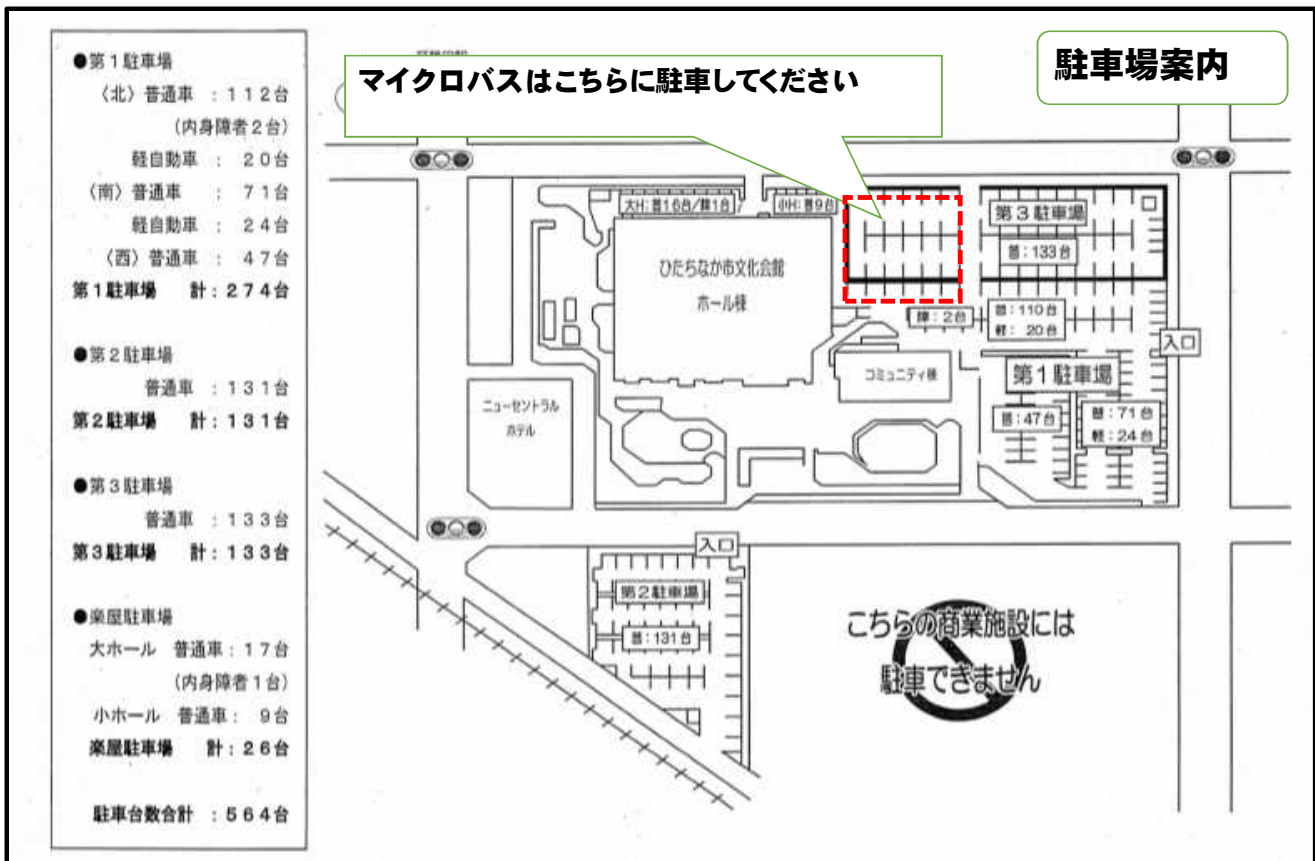 ●第1駐車場
〈北〉普通車 :112台
(内身障者2台)
軽自動車 : 20台
〈南〉普通車 : 71台
軽自動車 : 24台
〈西〉普通車 : 47台
第1駐車場 計:274台
●第2駐車場
普通車 :131台
第2駐車場 計:131台
●第3駐車場
普通車 :133台
第3駐車場 計:133台
●楽屋駐車場
大ホール 普通車:17台
(内身障者1台)
小ホール 普通車: 9台
楽屋駐車場 計:26台
駐車台数合計 :564台
マイクロバスはこちらに駐車してください
駐車場案内
大H:普16台/障1台
小H:普9台
第3駐車場
普:133台
ひたちなか市文化会館
ホール棟
障:2台
普:110台
軽: 20台
入口
コミュニティ棟
第1駐車場
普:47台
普:71台
軽:24台
ニューセントラル
ホテル
入口
第2駐車場
普:131台
こちらの商業施設には
駐車できません